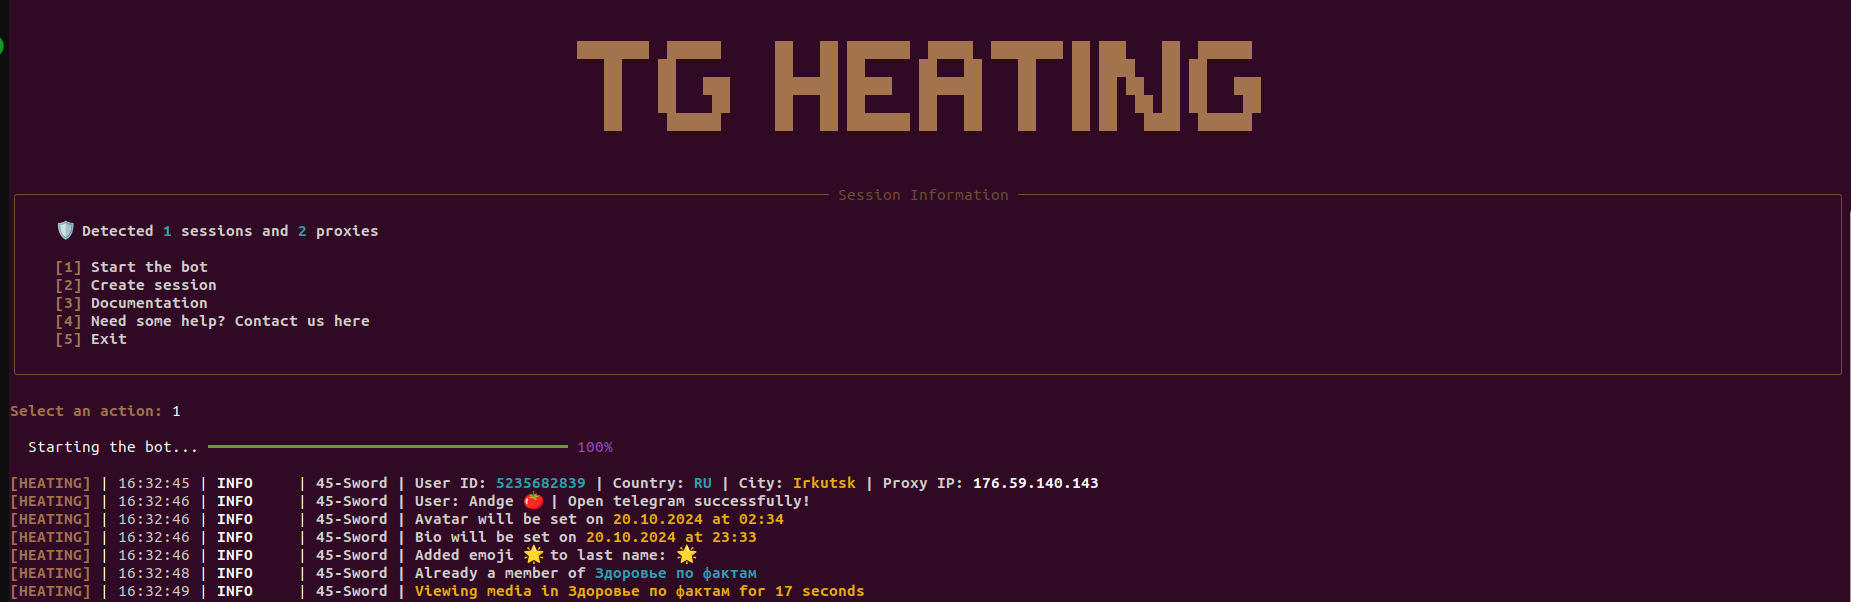 TG HEATING
Session Information
🛡️ Detected 1 sessions and 2 proxies
[1] Start the bot
[2] Create session
[3] Documentation
[4] Need some help? Contact us here
[5] Exit
Select an action: 1
Starting the bot... 100%
[HEATING] | 16:32:45 | INFO | 45-Sword | User ID: 5235682839 | Country: RU | City: Irkutsk | Proxy IP: 176.59.140.143
[HEATING] | 16:32:46 | INFO | 45-Sword | User: Andge 🍅 | Open telegram successfully!
[HEATING] | 16:32:46 | INFO | 45-Sword | Avatar will be set on 20.10.2024 at 02:34
[HEATING] | 16:32:46 | INFO | 45-Sword | Bio will be set on 20.10.2024 at 23:33
[HEATING] | 16:32:46 | INFO | 45-Sword | Added emoji 🌟 to last name: 🌟
[HEATING] | 16:32:48 | INFO | 45-Sword | Already a member of Здоровье по фактам
[HEATING] | 16:32:49 | INFO | 45-Sword | Viewing media in Здоровье по фактам for 17 seconds